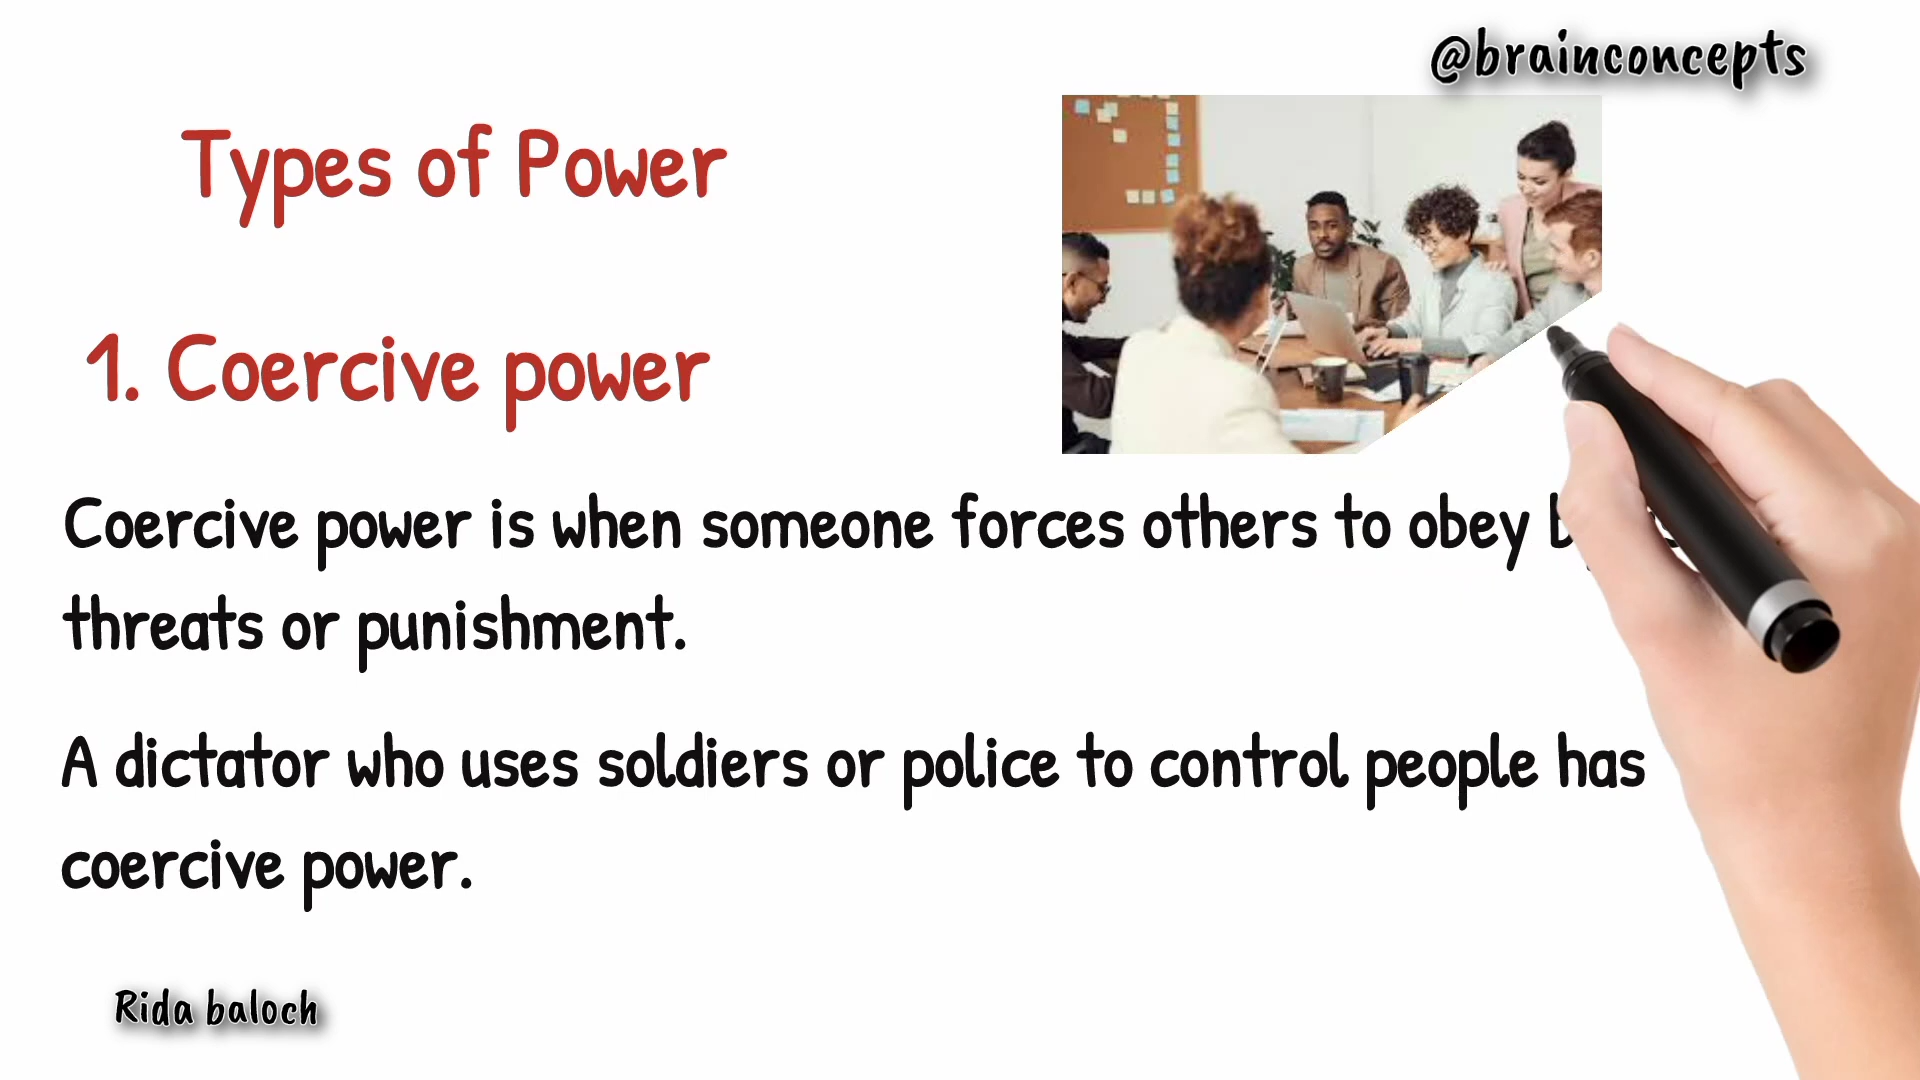 @brainconcepts
Types of Power
1. Coercive power
Coercive power is when someone forces others to obey
threats or punishment.
A dictator who uses soldiers or police to control people has
coercive power.
Rida baloch